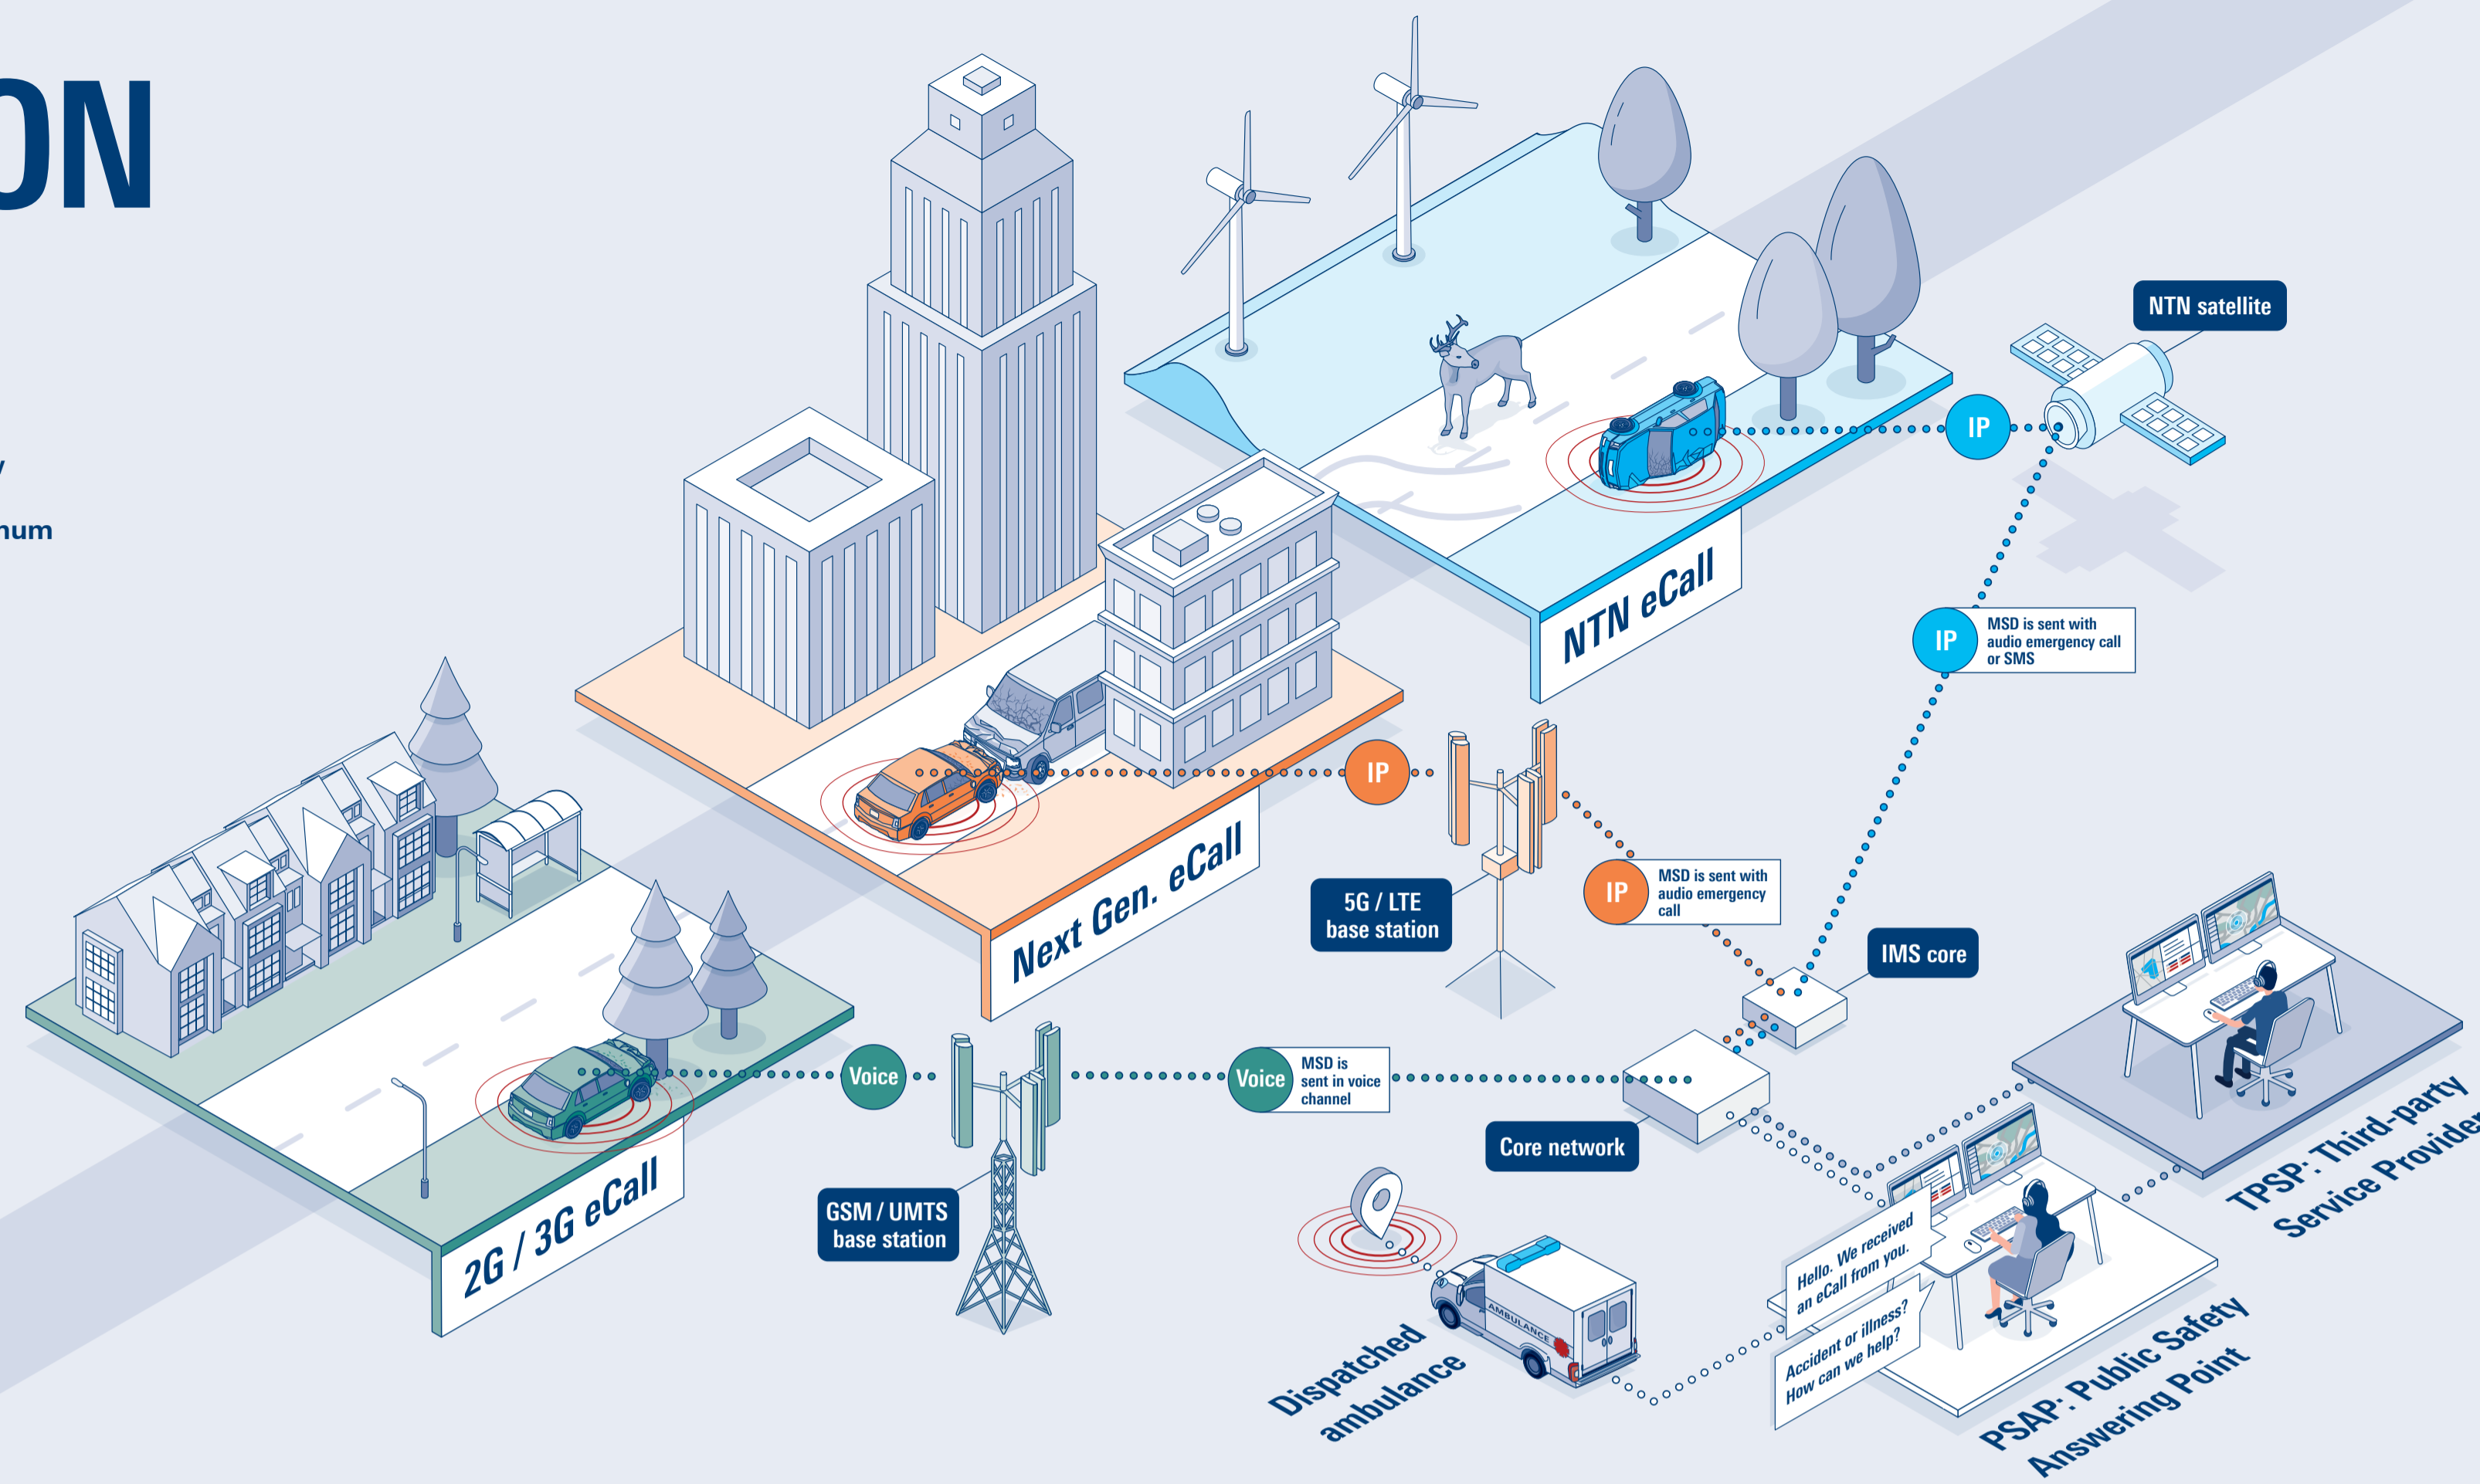 ON
num
NTN satellite
IP
NTN eCall
IP
MSD is sent with
audio emergency call
or SMS
IP
Next Gen. eCall
5G / LTE
base station
IP
MSD is sent with
audio emergency
call
IMS core
Voice
Voice
MSD is
sent in voice
channel
2G / 3G eCall
GSM / UMTS
base station
Core network
TPSP: Third-party
Service Provider
Hello. We received
an eCall from you.
Accident or illness?
How can we help?
AMBULANCE
Dispatched
ambulance
PSAP: Public Safety
Answering Point